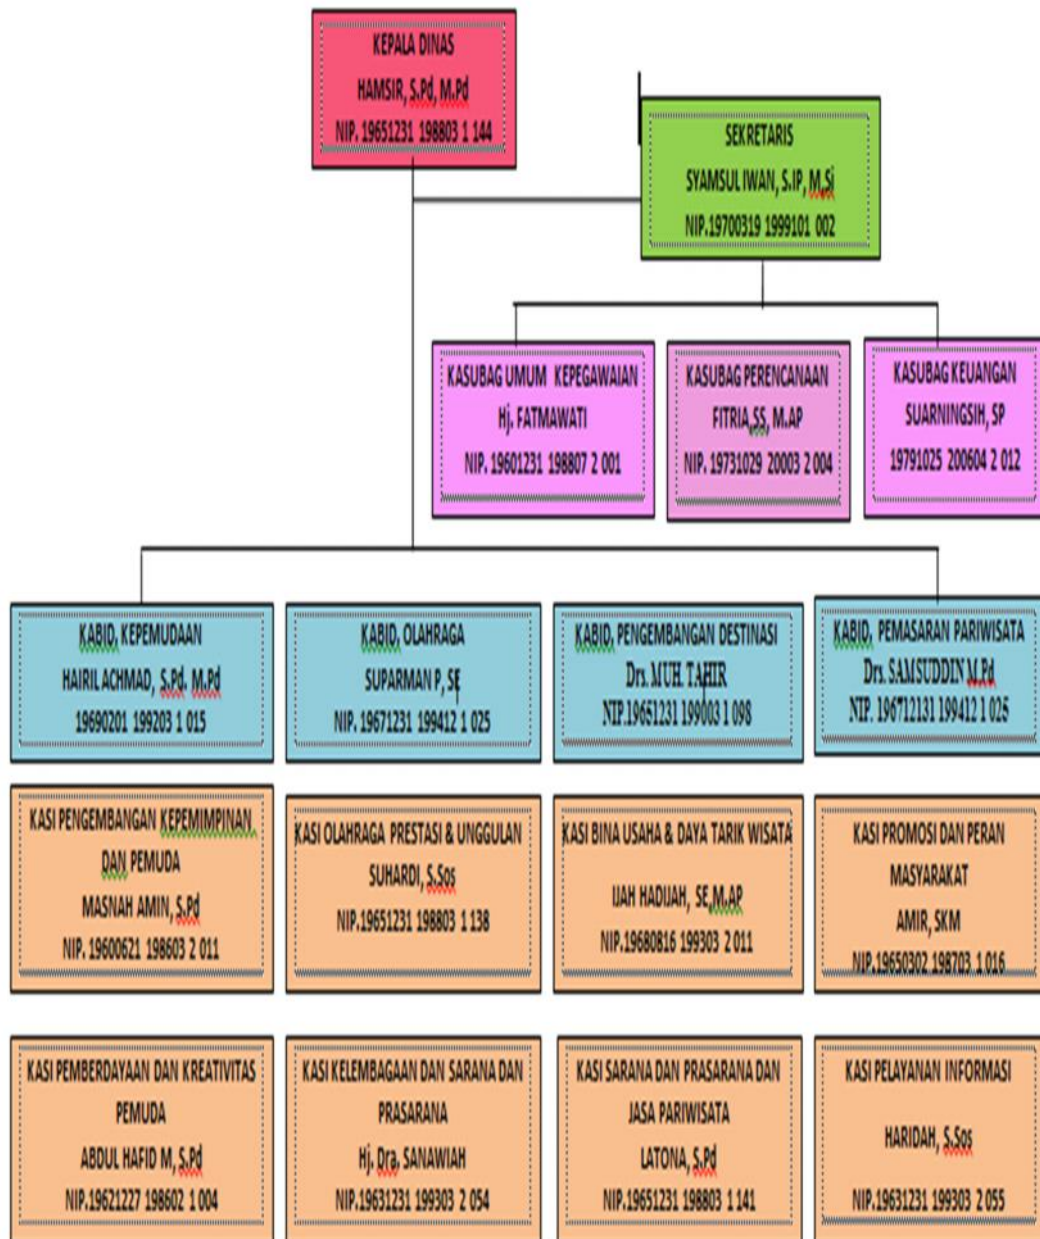 KEPALA DINAS
HAMSIR, S.Pd, M.Pd
NIP. 19651231 198803 1 144
SEKRETARIS
SYAMSUL IWAN, S.IP, M,Si
NIP.19700319 1999101 002
KASUBAG UMUM KEPEGAWAIAN
Hj. FATMAWATI
NIP. 19601231 198807 2 001
KASUBAG PERENCANAAN
FITRIA,SS, M.AP
NIP. 19731029 20003 2 004
KASUBAG KEUANGAN
SUARNINGSIH, SP
19791025 200604 2 012
KABID, KEPEMUDAAN
HAIRIL ACHMAD, S.Pd. M.Pd
19690201 199203 1 015
KABID, OLAHRAGA
SUPARMAN P, SE
NIP. 19671231 199412 1 025
KABID, PENGEMBANGAN DESTINASI
Drs. MUH. TAHIR
NIP.19651231 199003 1 098
KABID, PEMASARAN PARIWISATA
Drs. SAMSUDDIN M.Pd
NIP. 196712131 199412 1 026
KASI PENGEMBANGAN KEPEMIMPINAN
DAN PEMUDA
MASNAH AMIN, S.Pd
NIP. 19600621 198603 2 011
KASI OLAHRAGA PRESTASI & UNGGULAN
SUHARDI, S.Sos
NIP.19651231 198803 1 138
KASI BINA USAHA & DAYA TARIK WISATA
IJAH HADIJAH, SE,M.AP
NIP.19680816 199303 2 011
KASI PROMOSI DAN PERAN
MASYARAKAT
AMIR, SKM
NIP.19650302 198703 1 016
KASI PEMBERDAYAAN DAN KREATIVITAS
PEMUDA
ABDUL HAFID M, S.Pd
NIP.19621227 198602 1 004
KASI KELEMBAGAAN DAN SARANA DAN
PRASARANA
Hj. Dra. SANAWIAH
NIP.19631231 199303 2 054
KASI SARANA DAN PRASARANA DAN
JASA PARIWISATA
LATONA, S.Pd
NIP.19651231 198803 1 141
KASI PELAYANAN INFORMASI
HARIDAH, S.Sos
NIP.19631231 199303 2 055